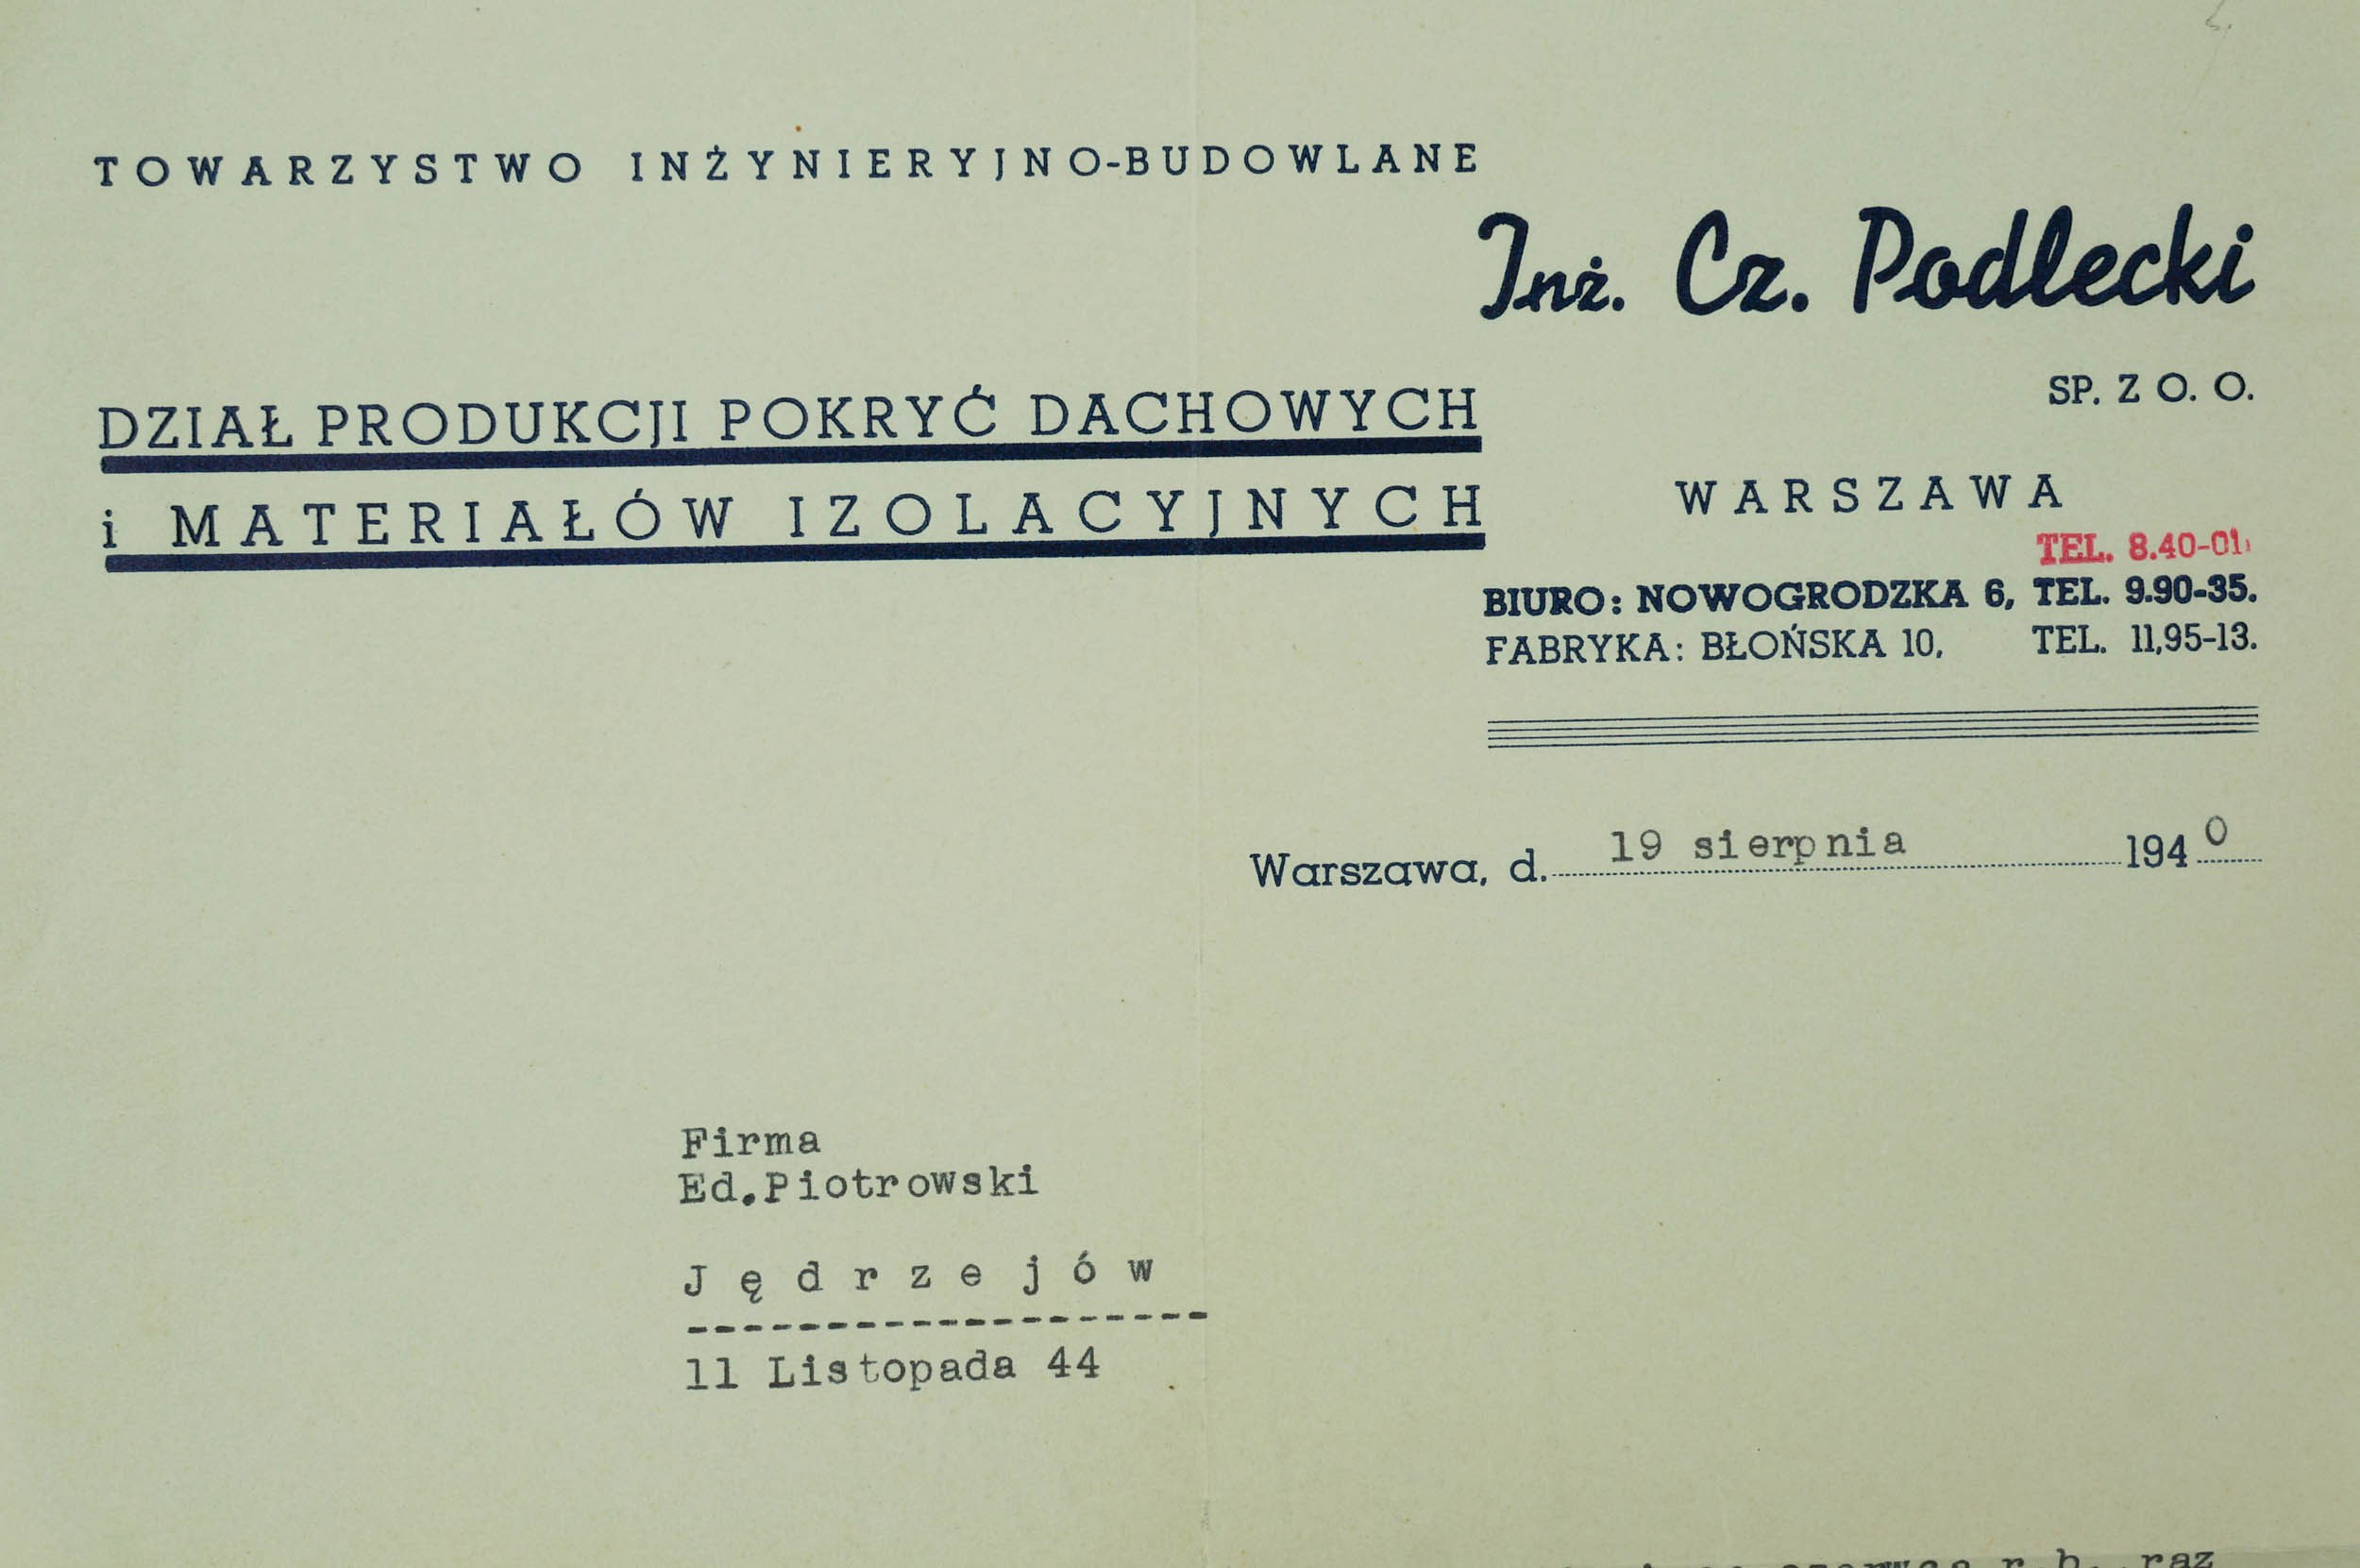 TOWARZYSTWO INŻYNIERYJNO-BUDOWLANE
Inż. Cz. Podlecki
SP. Z O. O.
DZIAŁ PRODUKCJI POKRYĆ DACHOWYCH
i MATERIAŁÓW IZOLACYJNYCH
WARSZAWA
TEL. 8.40-01
BIURO: NOWOGRODZKA 6, TEL. 9.90-35.
FABRYKA: BŁOŃSKA 10, TEL. 11,95-13.
Warszawa, d. 19 sierpnia 1940
Firma
Ed.Piotrowski
Jędrzejów
-------------------
11 Listopada 44
czerwca r.b. raz